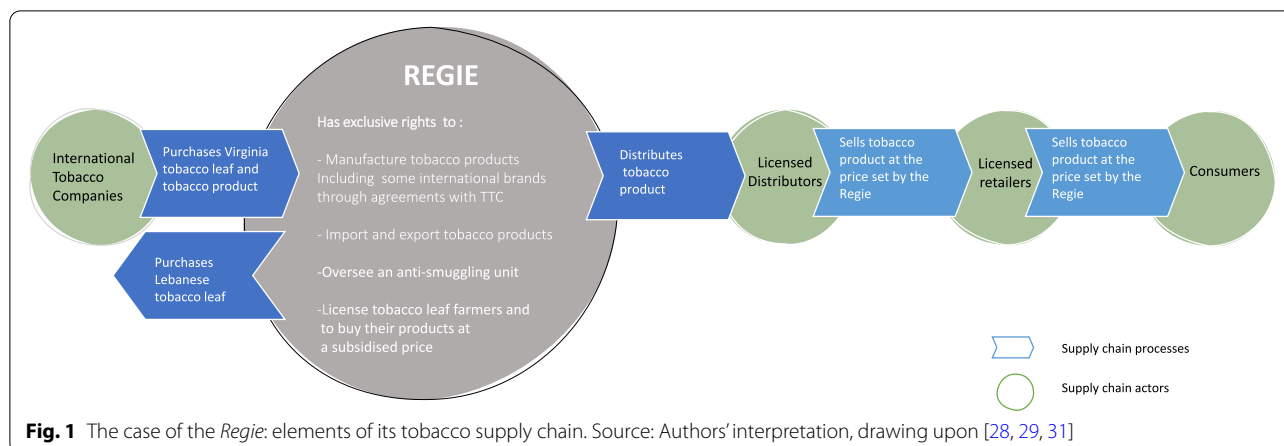 REGIE
Has exclusive rights to :
- Manufacture tobacco products
Including some international brands
through agreements with TTC
- Import and export tobacco products
-Oversee an anti-smuggling unit
-License tobacco leaf farmers and
to buy their products at
a subsidised price
International
Tobacco
Companies
Purchases Virginia
tobacco leaf and
tobacco product
Purchases
Lebanese
tobacco leaf
Distributes
tobacco
product
Licensed
Distributors
Sells tobacco
product at the
price set by the
Regie
Licensed
retailers
Sells tobacco
product at the
price set by the
Regie
Consumers
Supply chain processes
Supply chain actors
Fig. 1 The case of the Regie: elements of its tobacco supply chain. Source: Authors' interpretation, drawing upon [28, 29, 31]